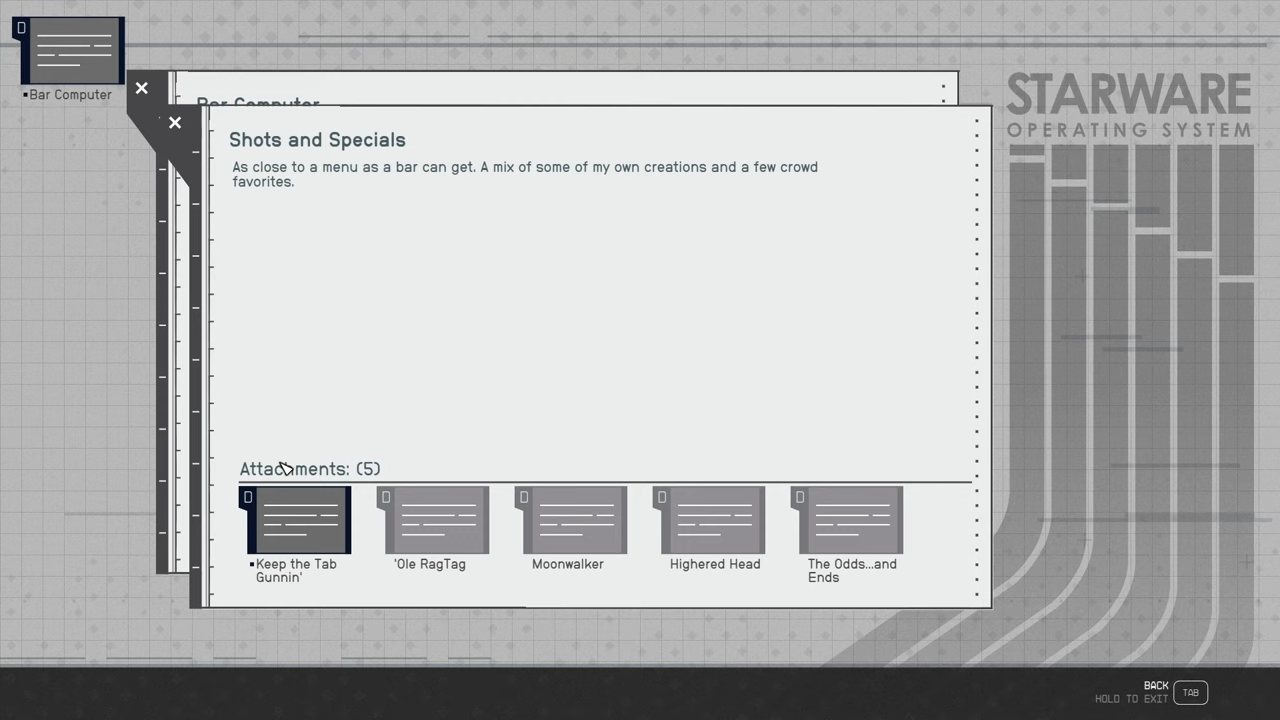 Bar Computer
STARWARE
OPERATING SYSTEM
Bar Computer
Shots and Specials
As close to a menu as a bar can get. A mix of some of my own creations and a few crowd
favorites.
Attachments: (5)
Keep the Tab
Gunnin'
'Ole RagTag
Moonwalker
Highered Head
The Odds...and
Ends
BACK
HOLD TO EXIT
TAB